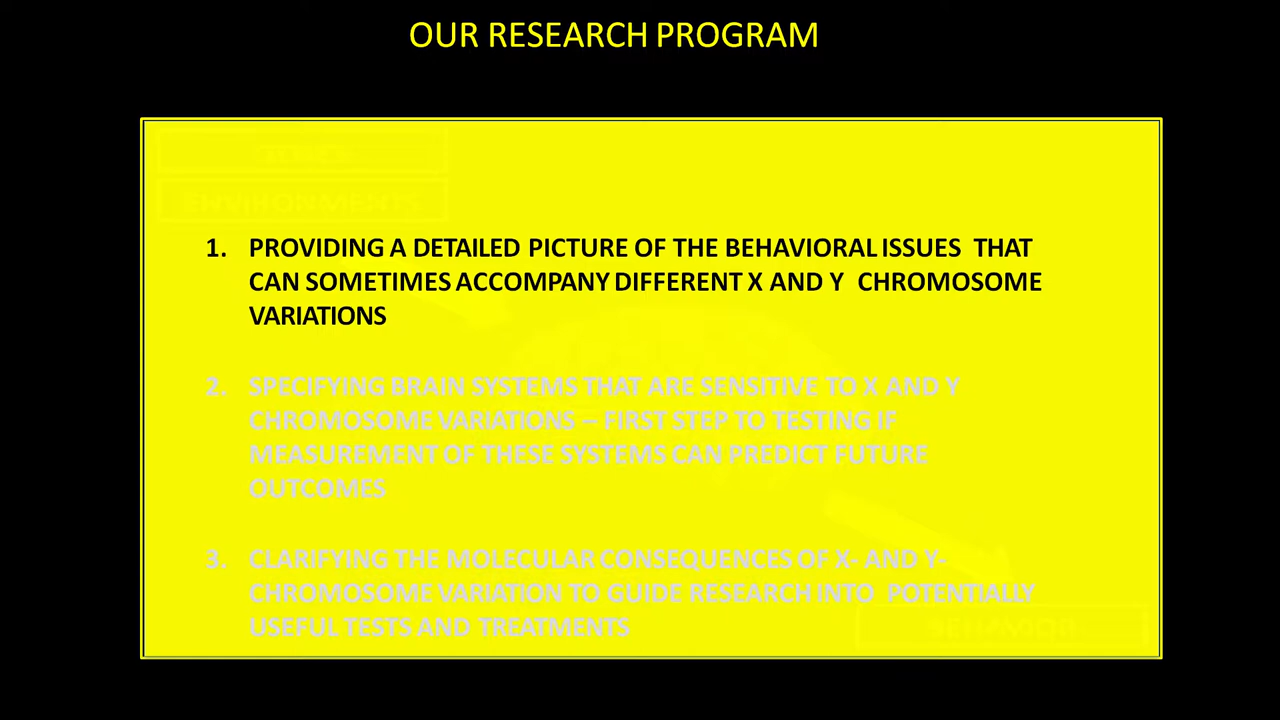 OUR RESEARCH PROGRAM
GENES
ENVIRONMENTS
1. PROVIDING A DETAILED PICTURE OF THE BEHAVIORAL ISSUES THAT
CAN SOMETIMES ACCOMPANY DIFFERENT X AND Y CHROMOSOME
VARIATIONS
2. SPECIFYING BRAIN SYSTEMS THAT ARE SENSITIVE TO X AND Y
CHROMOSOME VARIATIONS – FIRST STEP TO TESTING IF
MEASUREMENT OF THESE SYSTEMS CAN PREDICT FUTURE
OUTCOMES
3. CLARIFYING THE MOLECULAR CONSEQUENCES OF X- AND Y-
CHROMOSOME VARIATION TO GUIDE RESEARCH INTO POTENTIALLY
USEFUL TESTS AND TREATMENTS
BEHAVIOR